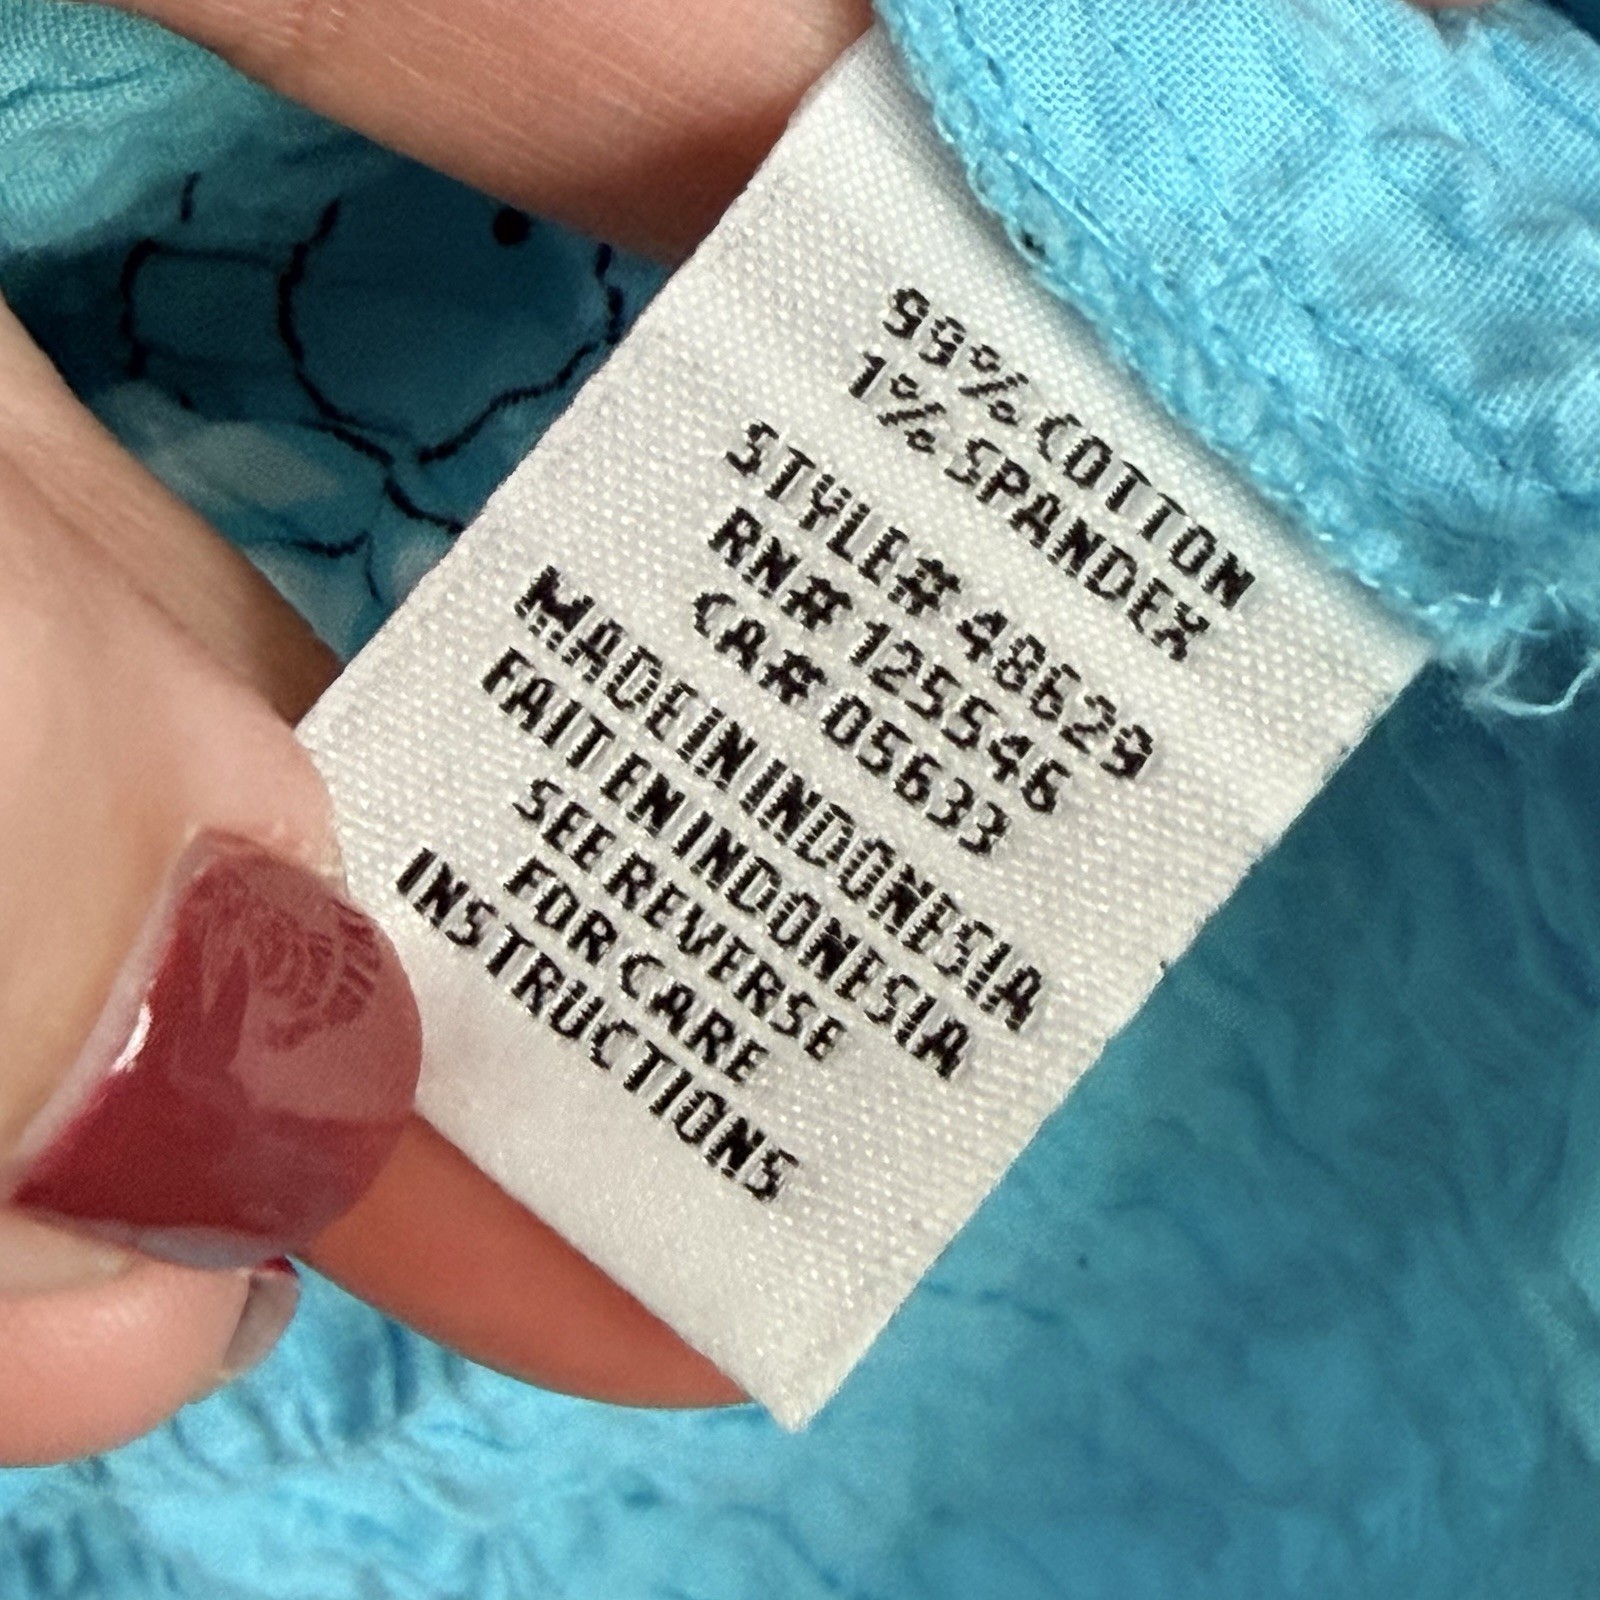 99% COTTON
1% SPANDEX
STYLE# 48629
RN# 125546
CA# 05633
MADE IN INDONESIA
FAIT EN INDONESIA
SEE REVERSE
FOR CARE
INSTRUCTIONS